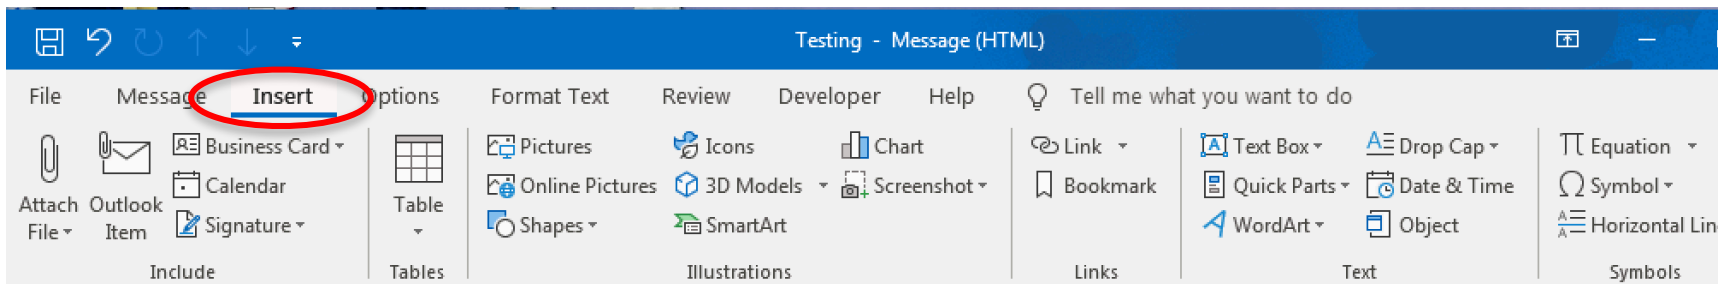 Testing - Message (HTML)
File Message Insert Options Format Text Review Developer Help Tell me what you want to do
Business Card Pictures Icons Chart Link Text Box Drop Cap Equation
Calendar Online Pictures 3D Models Screenshot Bookmark Quick Parts Date & Time Symbol
Attach Outlook Table
File Item Signature Shapes SmartArt WordArt Object Horizontal Lin
Include Tables Illustrations Links Text Symbols